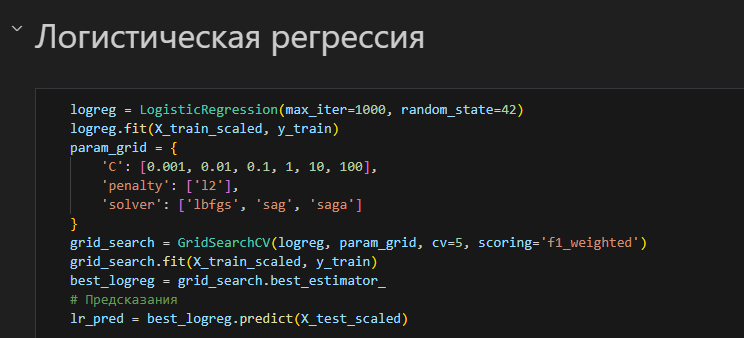 Логистическая регрессия
logreg = LogisticRegression(max_iter=1000, random_state=42)
logreg.fit(X_train_scaled, y_train)
param_grid = {
    'C': [0.001, 0.01, 0.1, 1, 10, 100],
    'penalty': ['l2'],
    'solver': ['lbfgs', 'sag', 'saga']
}
grid_search = GridSearchCV(logreg, param_grid, cv=5, scoring='f1_weighted')
grid_search.fit(X_train_scaled, y_train)
best_logreg = grid_search.best_estimator_
# Предсказания
lr_pred = best_logreg.predict(X_test_scaled)